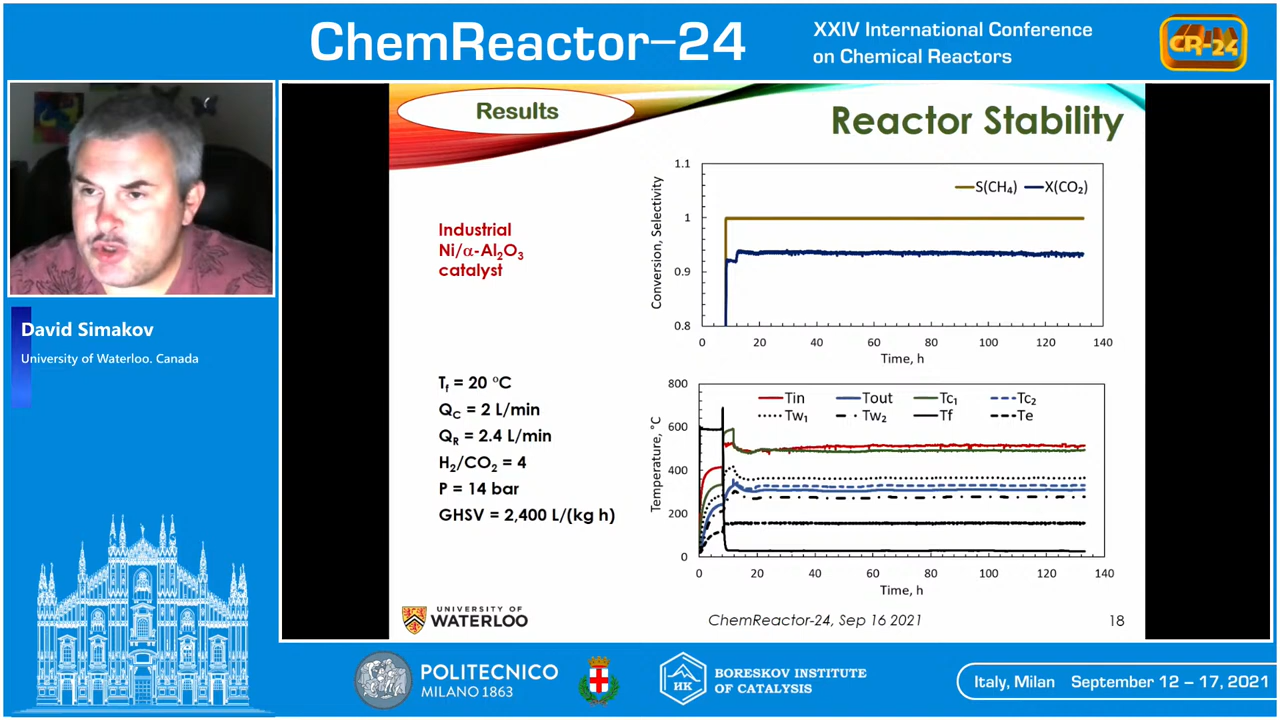 ChemReactor-24
XXIV International Conference
on Chemical Reactors
CR-24
David Simakov
University of Waterloo. Canada
Results
Reactor Stability
Industrial
Ni/α-Al₂O₃
catalyst
T_f = 20 °C
Q_C = 2 L/min
Q_R = 2.4 L/min
H₂/CO₂ = 4
P = 14 bar
GHSV = 2,400 L/(kg h)
Conversion, Selectivity
1.1
1
0.9
0.8
S(CH₄) X(CO₂)
0 20 40 60 80 100 120 140
Time, h
Temperature, °C
800
600
400
200
0
Tin Tout Tc₁ Tc₂
Tw₁ Tw₂ Tf Te
0 20 40 60 80 100 120 140
Time, h
UNIVERSITY OF
WATERLOO
ChemReactor-24, Sep 16 2021
18
POLITECNICO
MILANO 1863
ИК
BORESKOV INSTITUTE
OF CATALYSIS
Italy, Milan September 12 – 17, 2021